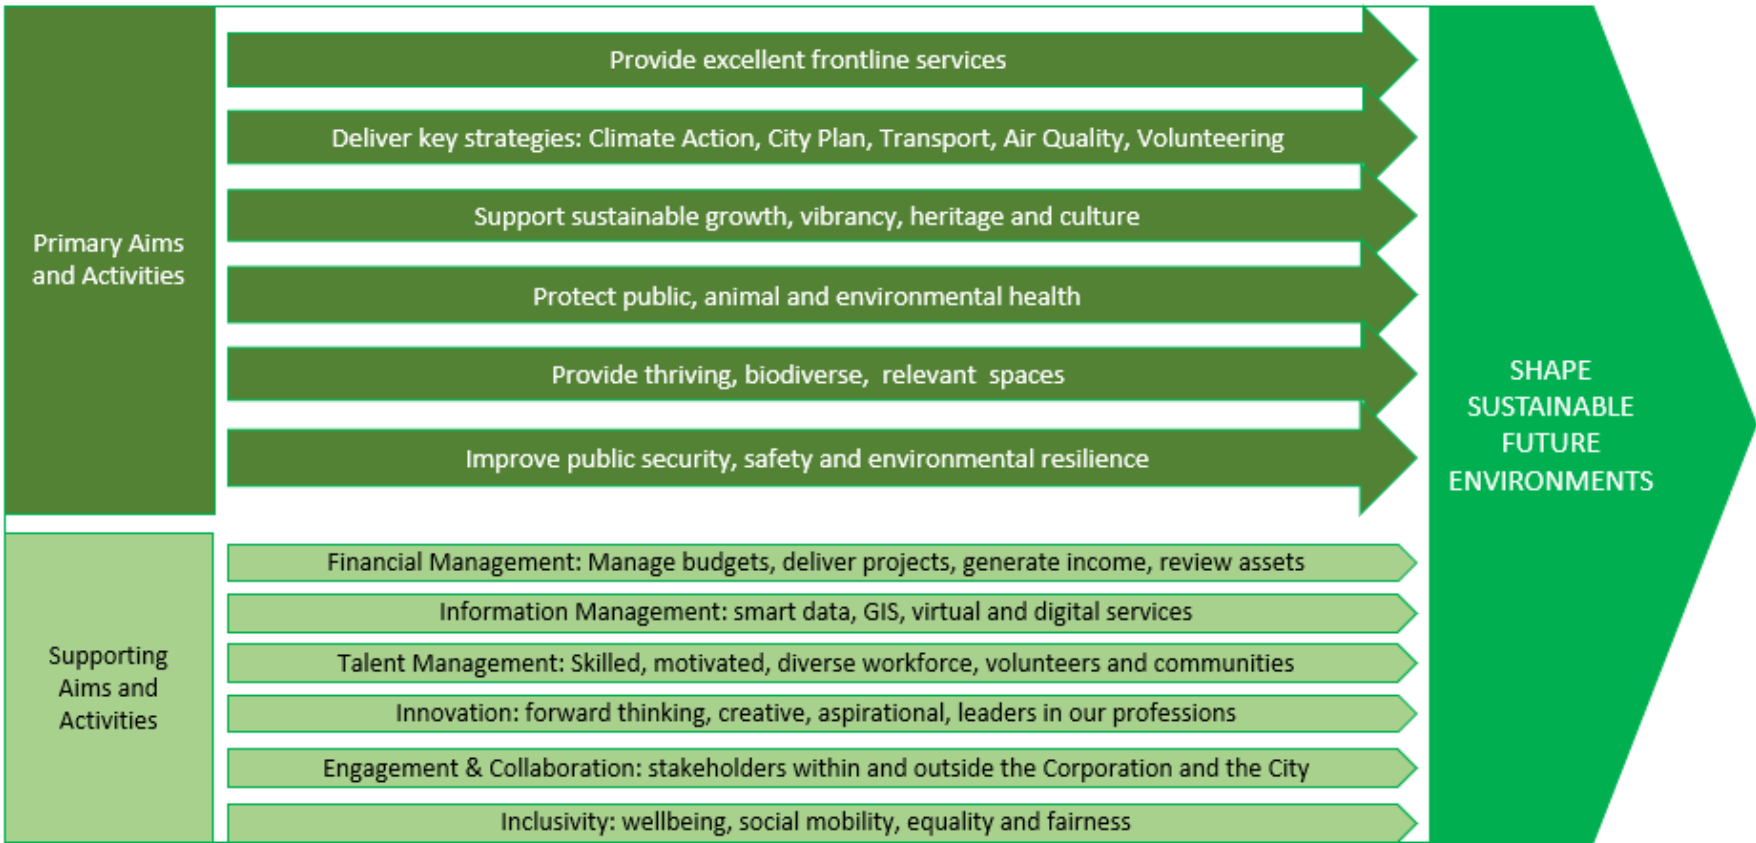 Primary Aims
and Activities
Provide excellent frontline services
Deliver key strategies: Climate Action, City Plan, Transport, Air Quality, Volunteering
Support sustainable growth, vibrancy, heritage and culture
Protect public, animal and environmental health
Provide thriving, biodiverse, relevant spaces
Improve public security, safety and environmental resilience
Supporting
Aims and
Activities
Financial Management: Manage budgets, deliver projects, generate income, review assets
Information Management: smart data, GIS, virtual and digital services
Talent Management: Skilled, motivated, diverse workforce, volunteers and communities
Innovation: forward thinking, creative, aspirational, leaders in our professions
Engagement & Collaboration: stakeholders within and outside the Corporation and the City
Inclusivity: wellbeing, social mobility, equality and fairness
SHAPE
SUSTAINABLE
FUTURE
ENVIRONMENTS